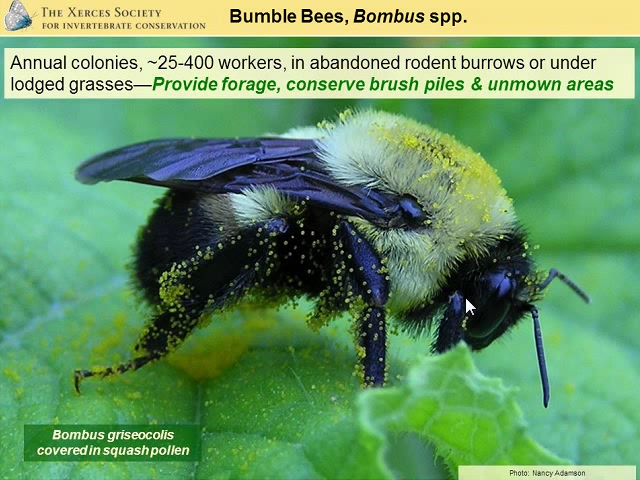 THE XERCES SOCIETY
FOR INVERTEBRATE CONSERVATION
Bumble Bees, Bombus spp.
Annual colonies, ~25-400 workers, in abandoned rodent burrows or under
lodged grasses—Provide forage, conserve brush piles & unmown areas
Bombus griseocolis
covered in squash pollen
Photo: Nancy Adamson